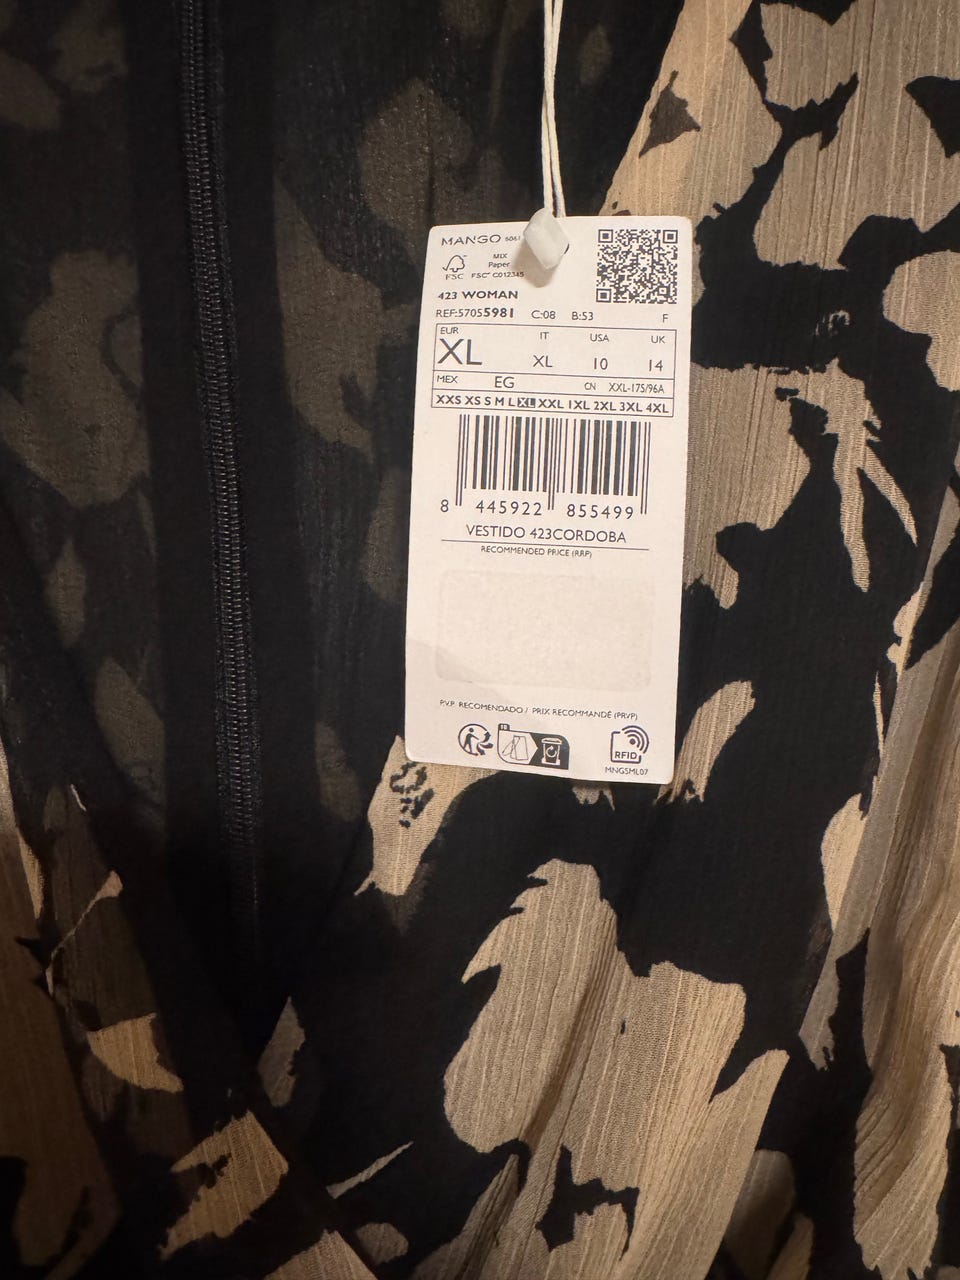 MANGO 6061
MIX
Paper
FSC FSC® C012345
423 WOMAN
REF:57055981 C:08 B:53 F
EUR IT USA UK
XL XL 10 14
MEX EG CN XXL-175/96A
XXS XS S M L XL XXL 1XL 2XL 3XL 4XL
8 445922 855499
VESTIDO 423CORDOBA
RECOMMENDED PRICE (RRP)
P.V.P. RECOMENDADO / PRIX RECOMMANDÉ (PRVP)
RFID
MNGSML07